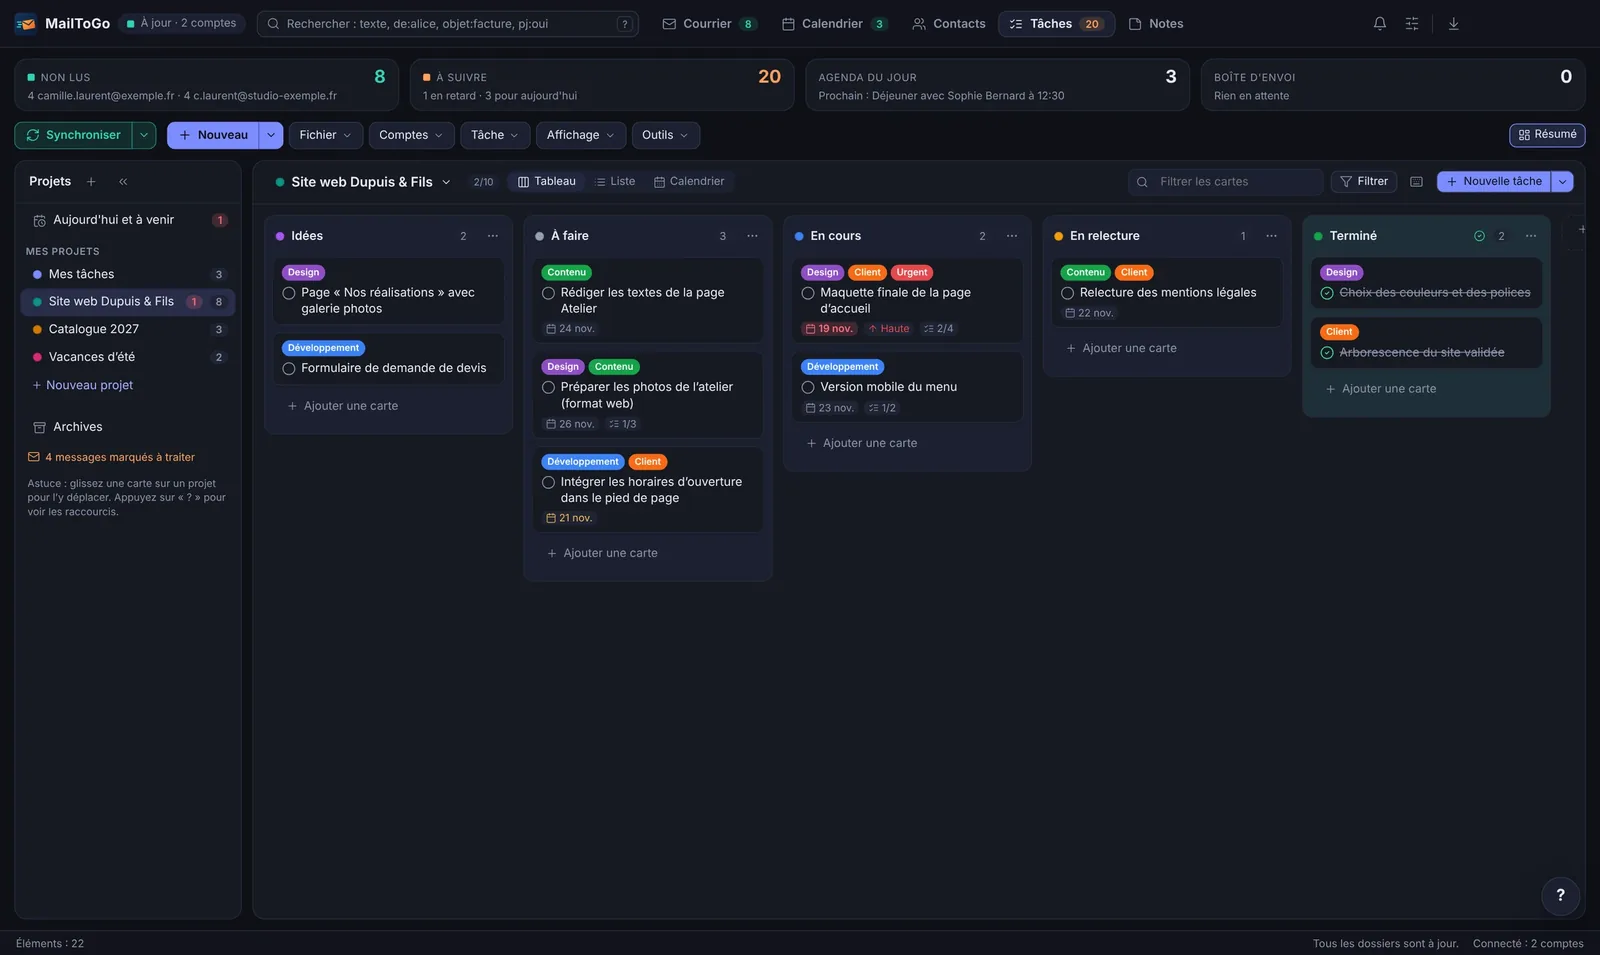 MailToGo
À jour · 2 comptes
Rechercher : texte, de:alice, objet:facture, pj:oui
?
Courrier 8
Calendrier 3
Contacts
Tâches 20
Notes
NON LUS 8
4 camille.laurent@exemple.fr · 4 c.laurent@studio-exemple.fr
À SUIVRE 20
1 en retard · 3 pour aujourd'hui
AGENDA DU JOUR 3
Prochain : Déjeuner avec Sophie Bernard à 12:30
BOÎTE D'ENVOI 0
Rien en attente
Synchroniser
+ Nouveau
Fichier
Comptes
Tâche
Affichage
Outils
Résumé
Projets + «
Aujourd'hui et à venir 1
MES PROJETS
Mes tâches 3
Site web Dupuis & Fils 1 8
Catalogue 2027 3
Vacances d’été 2
+ Nouveau projet
Archives
4 messages marqués à traiter
Astuce : glissez une carte sur un projet
pour l'y déplacer. Appuyez sur « ? » pour
voir les raccourcis.
Site web Dupuis & Fils 2/10
Tableau
Liste
Calendrier
Filtrer les cartes
Filtrer
+ Nouvelle tâche
Idées 2 ···
Design
Page « Nos réalisations » avec
galerie photos
Développement
Formulaire de demande de devis
+ Ajouter une carte
À faire 3 ···
Contenu
Rédiger les textes de la page
Atelier
24 nov.
Design Contenu
Préparer les photos de l’atelier
(format web)
26 nov. 1/3
Développement Client
Intégrer les horaires d’ouverture
dans le pied de page
21 nov.
+ Ajouter une carte
En cours 2 ···
Design Client Urgent
Maquette finale de la page
d’accueil
19 nov. ↑ Haute 2/4
Développement
Version mobile du menu
23 nov. 1/2
+ Ajouter une carte
En relecture 1 ···
Contenu Client
Relecture des mentions légales
22 nov.
+ Ajouter une carte
Terminé 2 ···
Design
Choix des couleurs et des polices
Client
Arborescence du site validée
+ Ajouter une carte
+
?
Éléments : 22
Tous les dossiers sont à jour. Connecté : 2 comptes